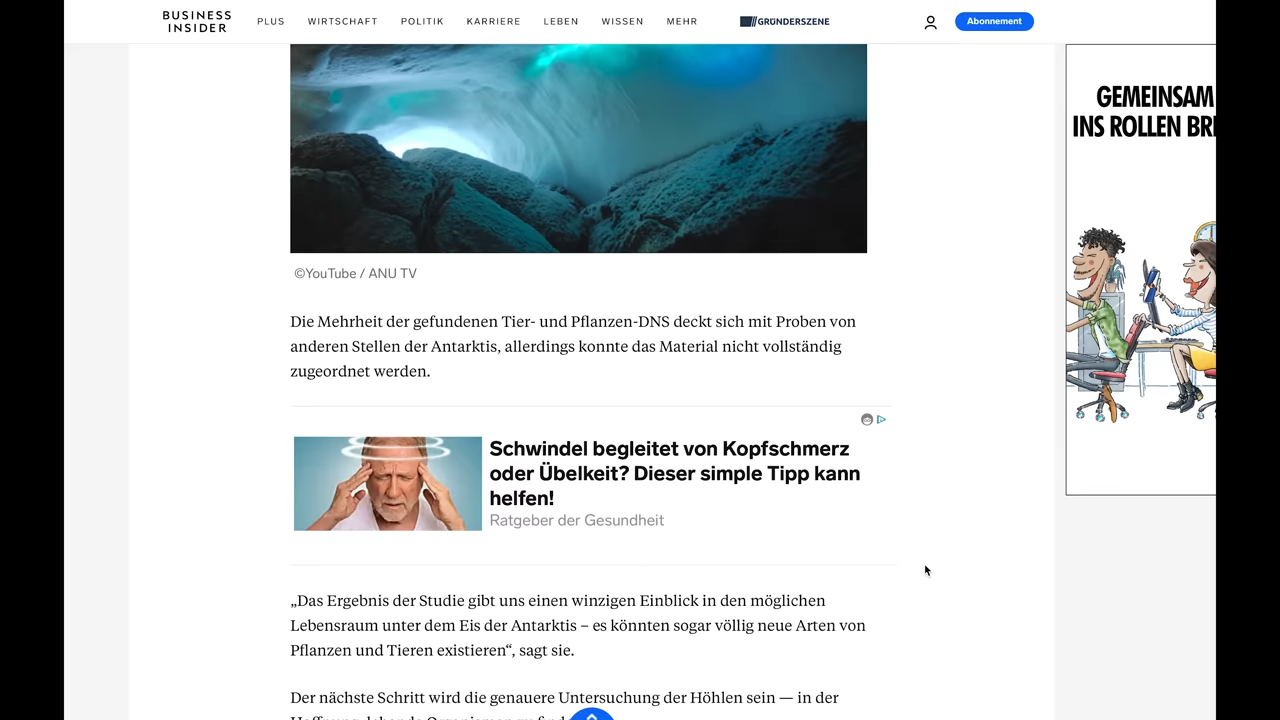 BUSINESS
INSIDER
PLUS WIRTSCHAFT POLITIK KARRIERE LEBEN WISSEN MEHR GRÜNDERSZENE Abonnement
GEMEINSAM
INS ROLLEN
©YouTube / ANU TV
Die Mehrheit der gefundenen Tier- und Pflanzen-DNS deckt sich mit Proben von
anderen Stellen der Antarktis, allerdings konnte das Material nicht vollständig
zugeordnet werden.
Schwindel begleitet von Kopfschmerz
oder Übelkeit? Dieser simple Tipp kann
helfen!
Ratgeber der Gesundheit
„Das Ergebnis der Studie gibt uns einen winzigen Einblick in den möglichen
Lebensraum unter dem Eis der Antarktis – es könnten sogar völlig neue Arten von
Pflanzen und Tieren existieren“, sagt sie.
Der nächste Schritt wird die genauere Untersuchung der Höhlen sein — in der